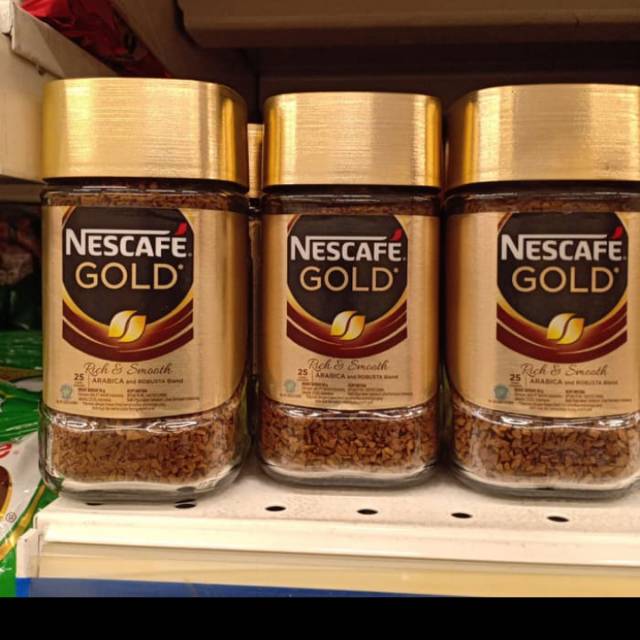 NESCAFÉ
GOLD®
Rich & Smooth
25
ARABICA and ROBUSTA Blend
NESCAFÉ
GOLD®
Rich & Smooth
25
ARABICA and ROBUSTA Blend
NESCAFÉ
GOLD®
Rich & Smooth
25
ARABICA and ROBUSTA Blend